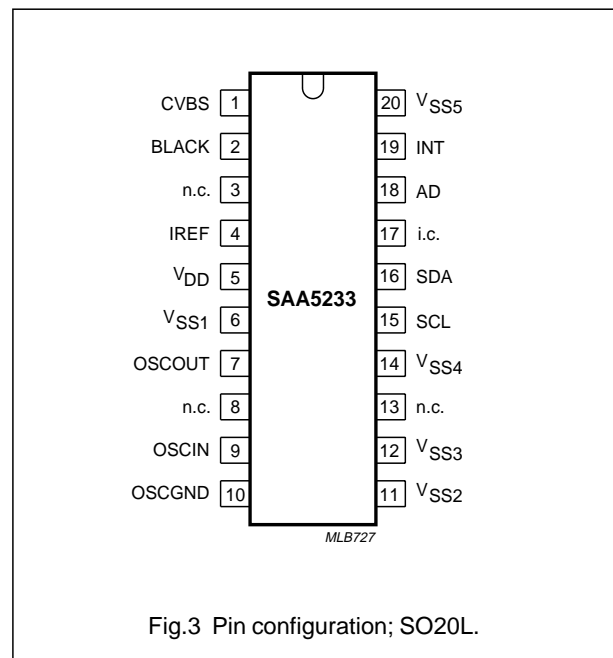 CVBS 1 20 VSS5
BLACK 2 19 INT
n.c. 3 18 AD
IREF 4 17 i.c.
VDD 5 16 SDA
SAA5233
VSS1 6 15 SCL
OSCOUT 7 14 VSS4
n.c. 8 13 n.c.
OSCIN 9 12 VSS3
OSCGND 10 11 VSS2
MLB727
Fig.3 Pin configuration; SO20L.